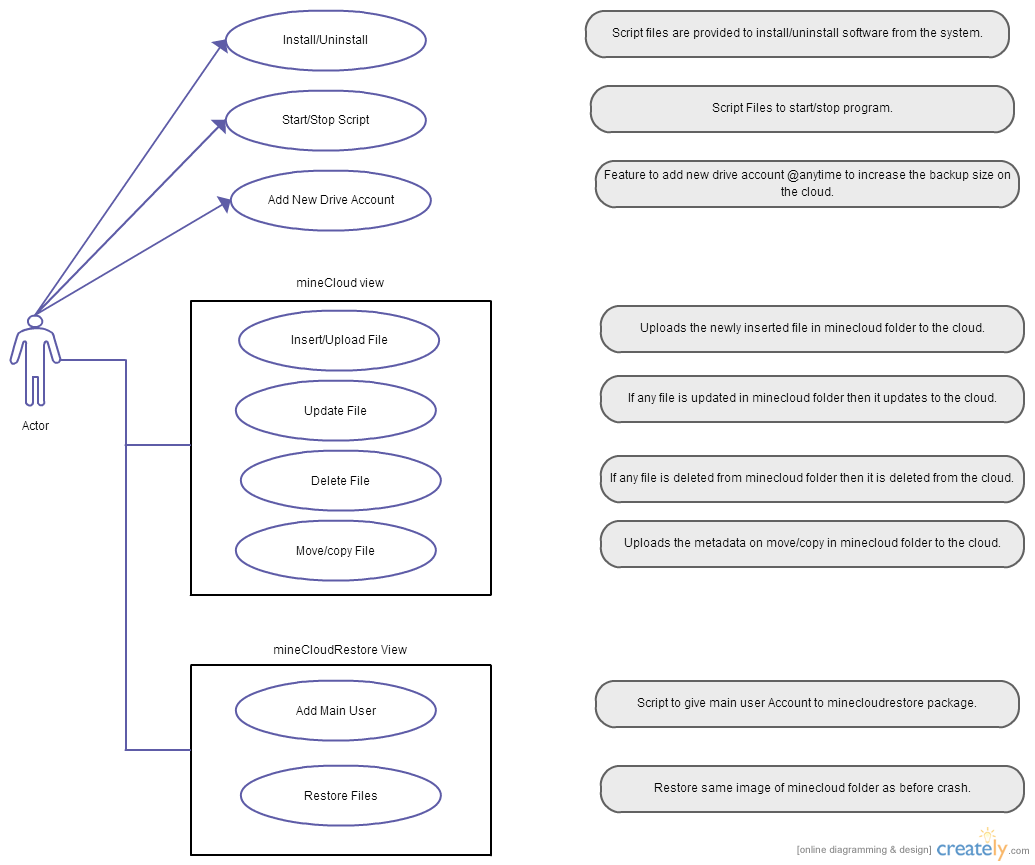 Install/Uninstall
Script files are provided to install/uninstall software from the system.
Start/Stop Script
Script Files to start/stop program.
Add New Drive Account
Feature to add new drive account @anytime to increase the backup size on
the cloud.
mineCloud view
Insert/Upload File
Uploads the newly inserted file in minecloud folder to the cloud.
Update File
If any file is updated in minecloud folder then it updates to the cloud.
Actor
Delete File
If any file is deleted from minecloud folder then it is deleted from the cloud.
Move/copy File
Uploads the metadata on move/copy in minecloud folder to the cloud.
mineCloudRestore View
Add Main User
Script to give main user Account to minecloudrestore package.
Restore Files
Restore same image of minecloud folder as before crash.
[online diagramming & design] creately.com